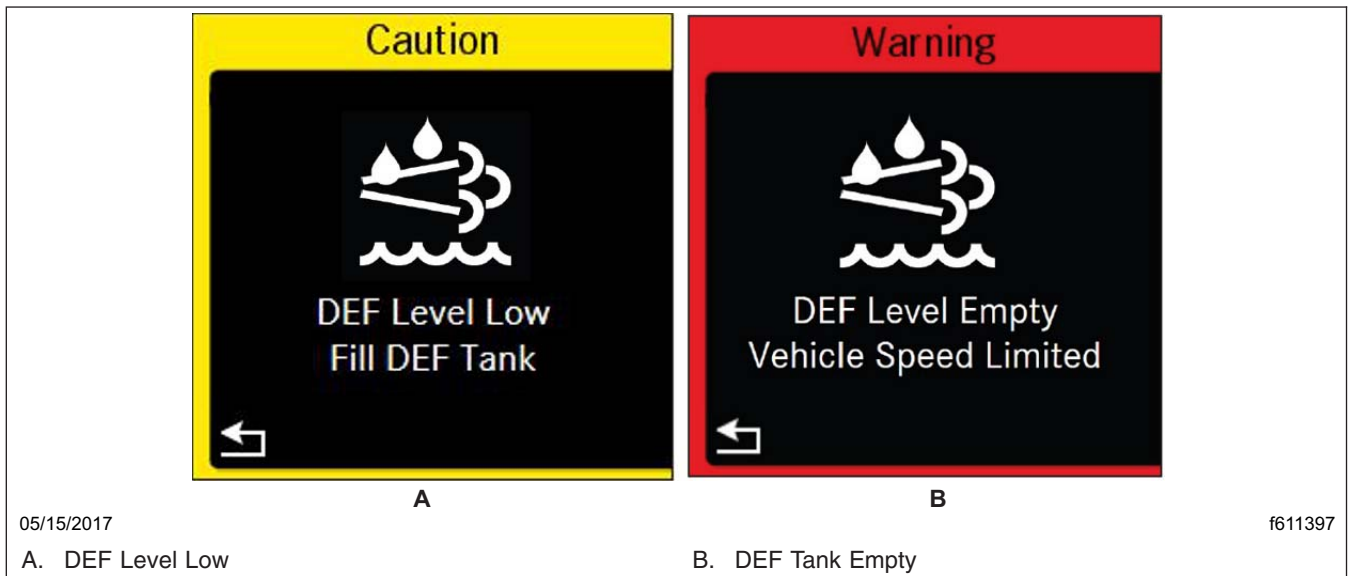 Caution
DEF Level Low
Fill DEF Tank
A
Warning
DEF Level Empty
Vehicle Speed Limited
B
05/15/2017
f611397
A. DEF Level Low
B. DEF Tank Empty